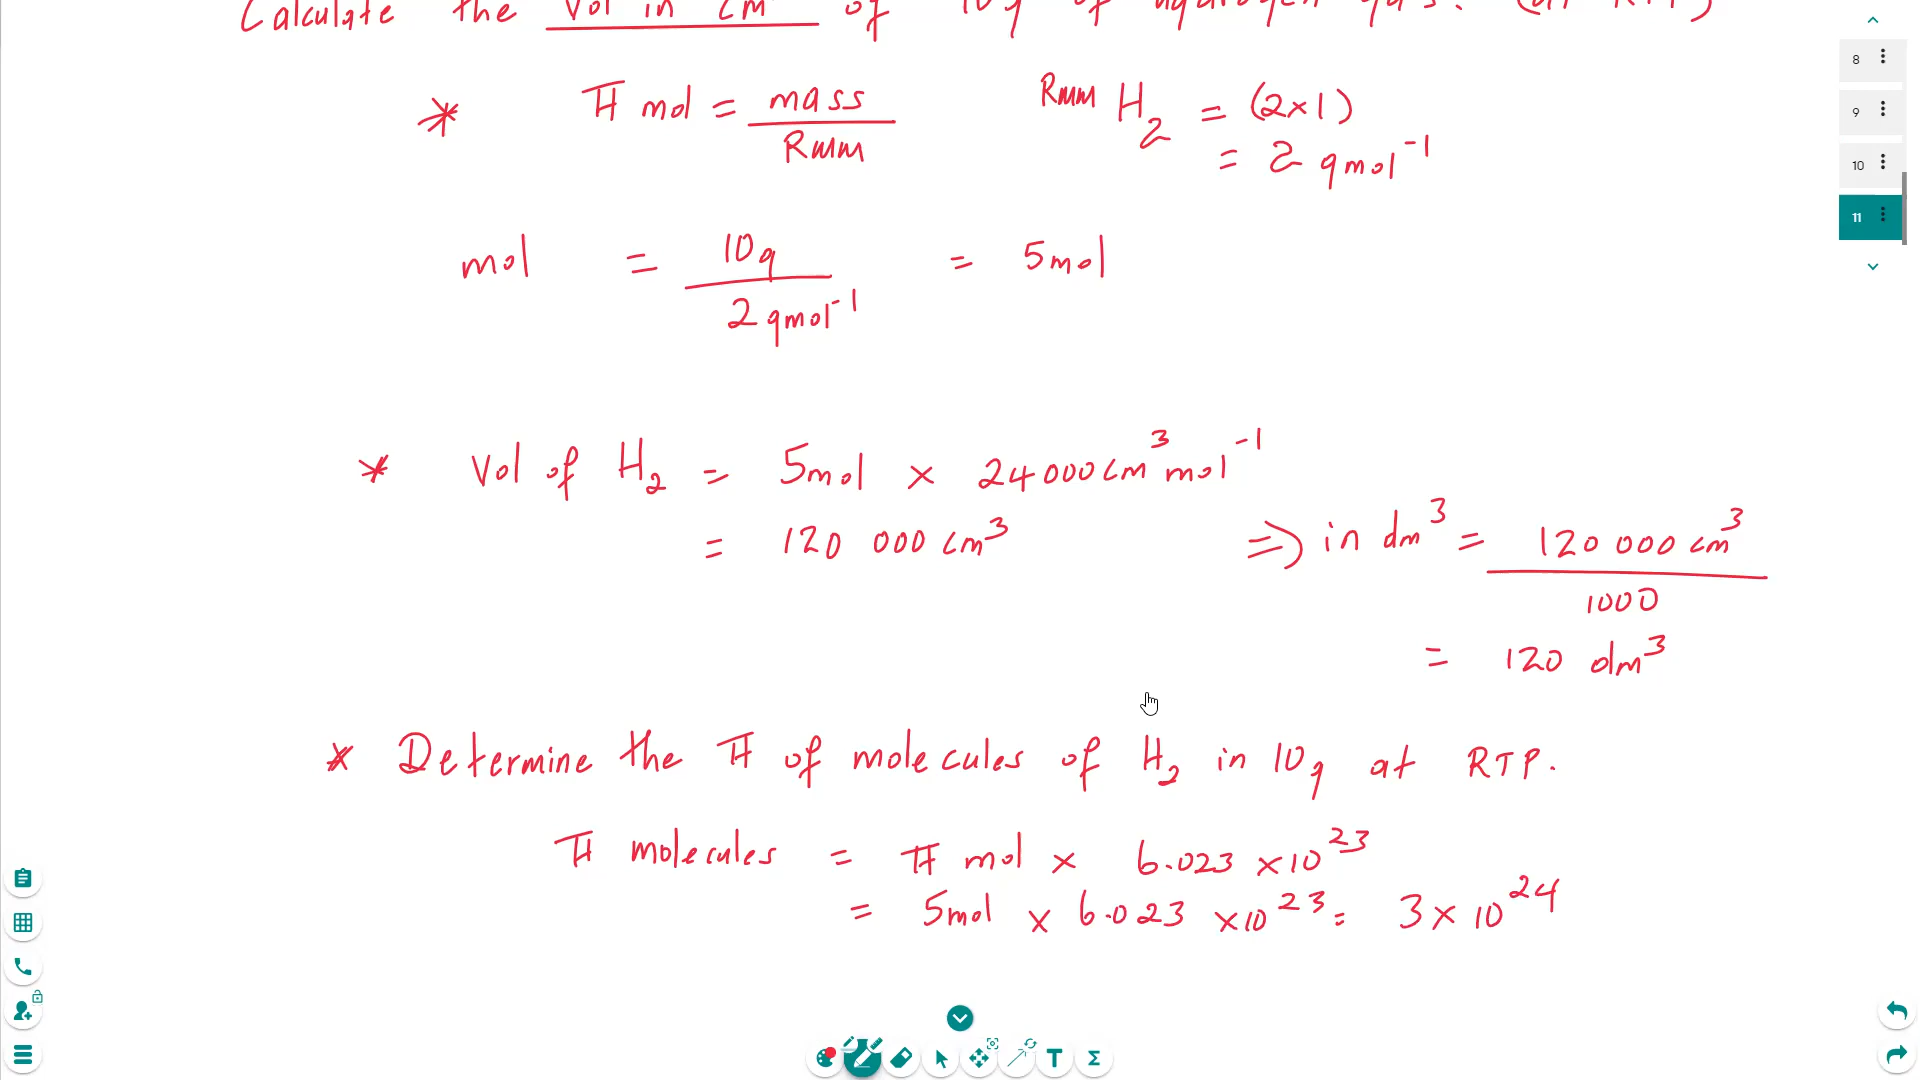 Calculate the Vol in cm³ of 10g of hydrogen gas. (at RTP)
* # mol = mass / Rmm
Rmm H₂ = (2×1)
= 2 gmol⁻¹
mol = 10g / 2gmol⁻¹ = 5mol
* Vol of H₂ = 5mol × 24000cm³mol⁻¹
= 120 000 cm³
⇒ in dm³ = 120 000 cm³ / 1000
= 120 dm³
* Determine the # of molecules of H₂ in 10g at RTP.
# molecules = # mol × 6.023 ×10²³
= 5mol × 6.023 ×10²³ = 3×10²⁴
8
9
10
11
T
Σ